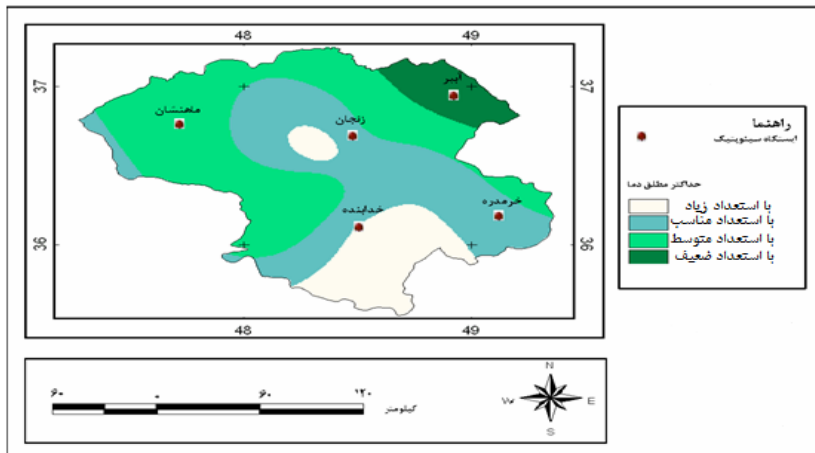 48 49
37 37
آببر
ماهنشان
زنجان
خدابنده
خرمدره
36 36
48 49
راهنما
ایستگاه سینوپتیک
حداکثر مطلق دما
با استعداد زیاد
با استعداد مناسب
با استعداد متوسط
با استعداد ضعیف
۶۰ ۰ ۶۰ ۱۲۰
کیلومتر
N
W E
S